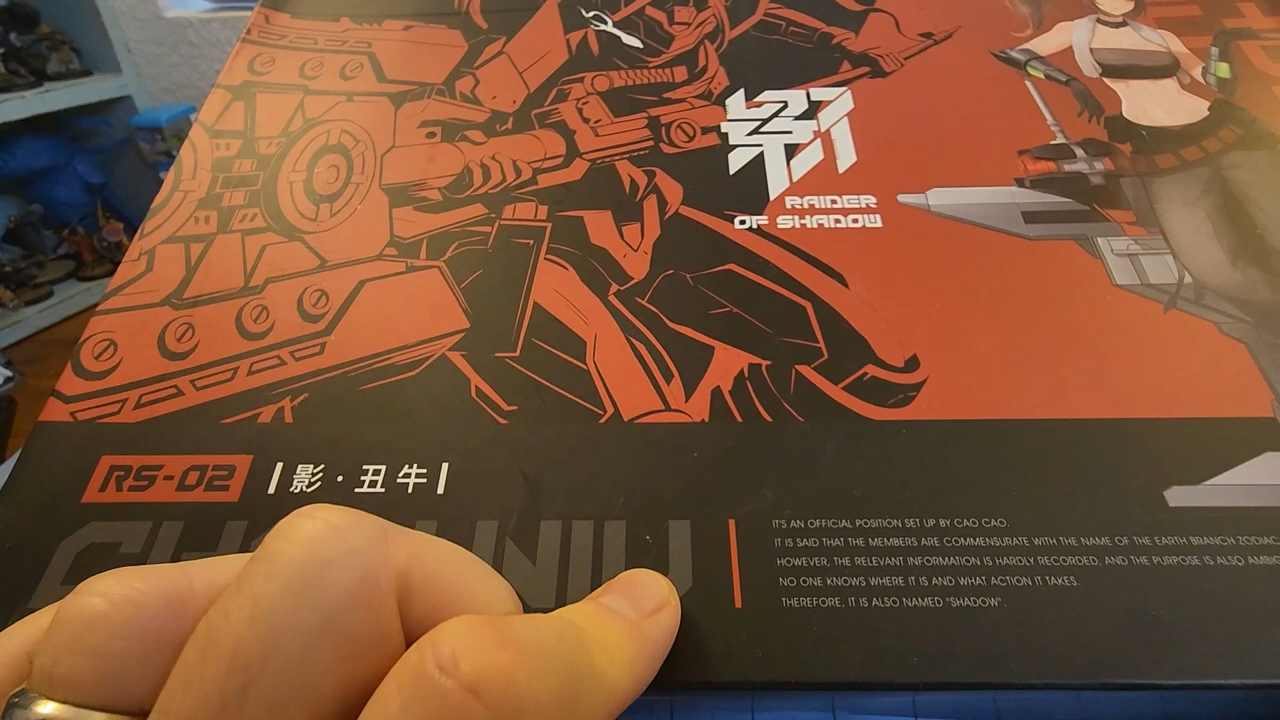 影
RAIDER
OF SHADOW
RS-02
影·丑牛
IT'S AN OFFICIAL POSITION SET UP BY CAO CAO.
IT IS SAID THAT THE MEMBERS ARE COMMENSURATE WITH THE NAME OF THE EARTH BRANCH ZODIAC
HOWEVER, THE RELEVANT INFORMATION IS HARDLY RECORDED, AND THE PURPOSE IS ALSO
NO ONE KNOWS WHERE IT IS AND WHAT ACTION IT TAKES.
THEREFORE, IT IS ALSO NAMED "SHADOW".